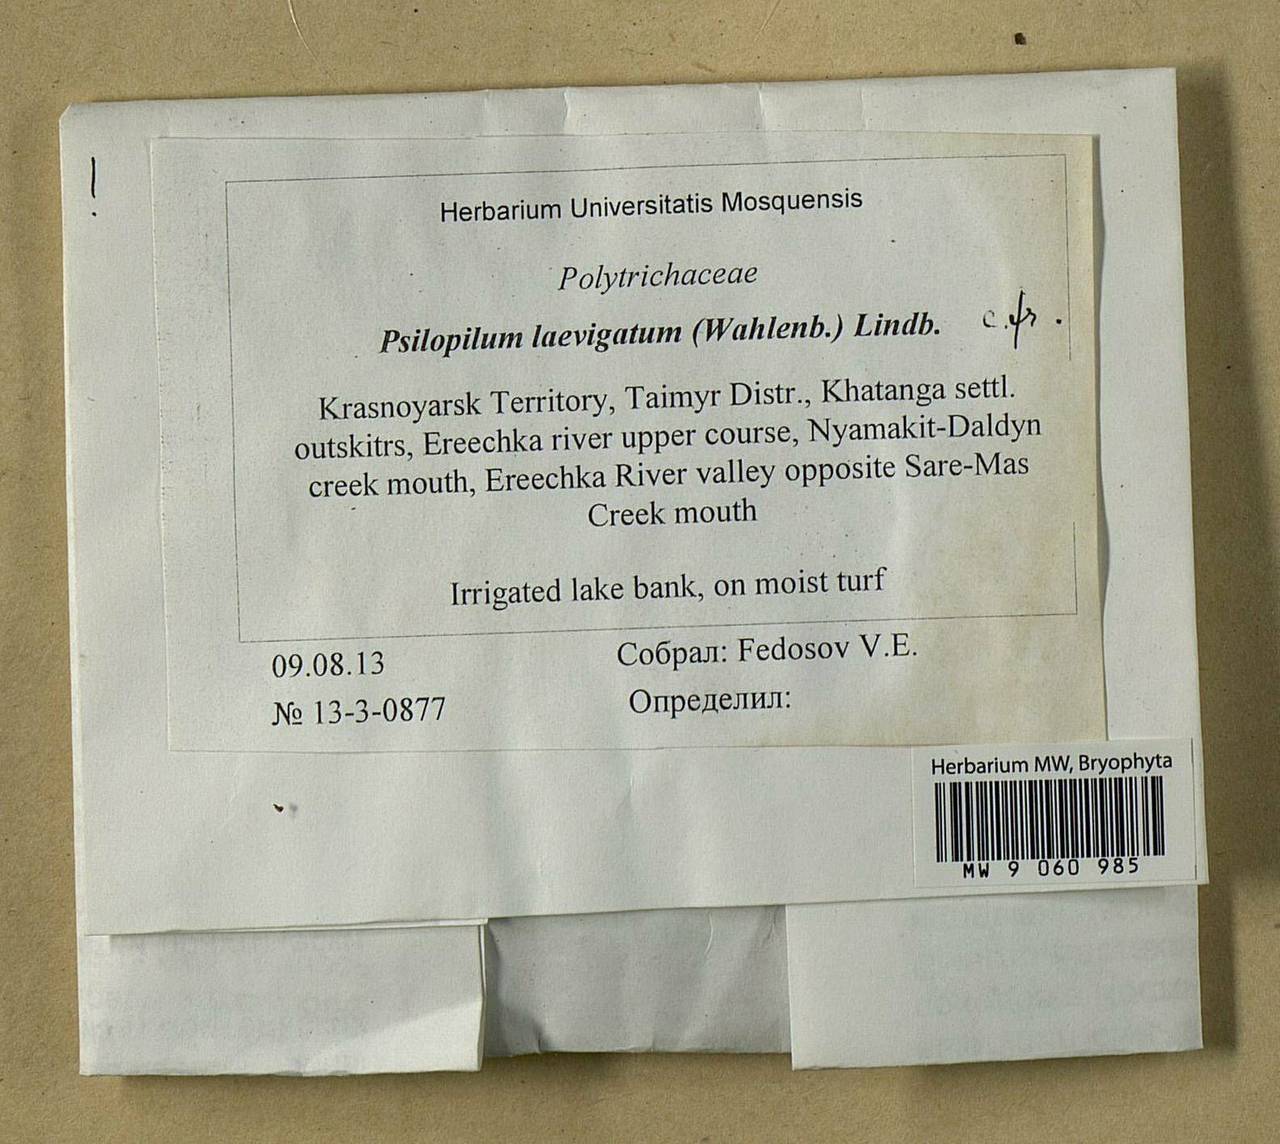 !
Herbarium Universitatis Mosquensis
Polytrichaceae
Psilopilum laevigatum (Wahlenb.) Lindb. c. fr.
Krasnoyarsk Territory, Taimyr Distr., Khatanga settl.
outskitrs, Ereechka river upper course, Nyamakit-Daldyn
creek mouth, Ereechka River valley opposite Sare-Mas
Creek mouth
Irrigated lake bank, on moist turf
09.08.13 Собрал: Fedosov V.E.
№ 13-3-0877 Определил:
Herbarium MW, Bryophyta
MW 9 060 985